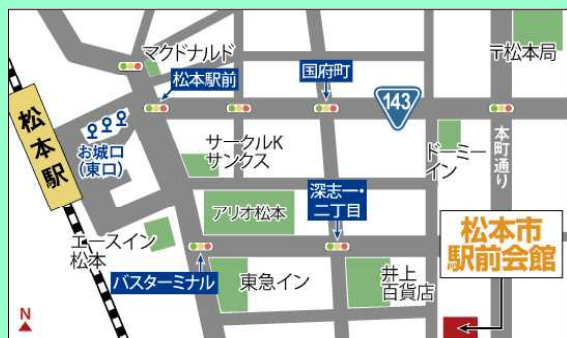 マクドナルド
〒松本局
松本駅前
国府町
143
松本駅
お城口
(東口)
サークルK
サンクス
ドーミー
イン
本町通り
アリオ松本
深志一・
二丁目
エースイン
松本
松本市
駅前会館
バスターミナル
東急イン
井上
百貨店
N